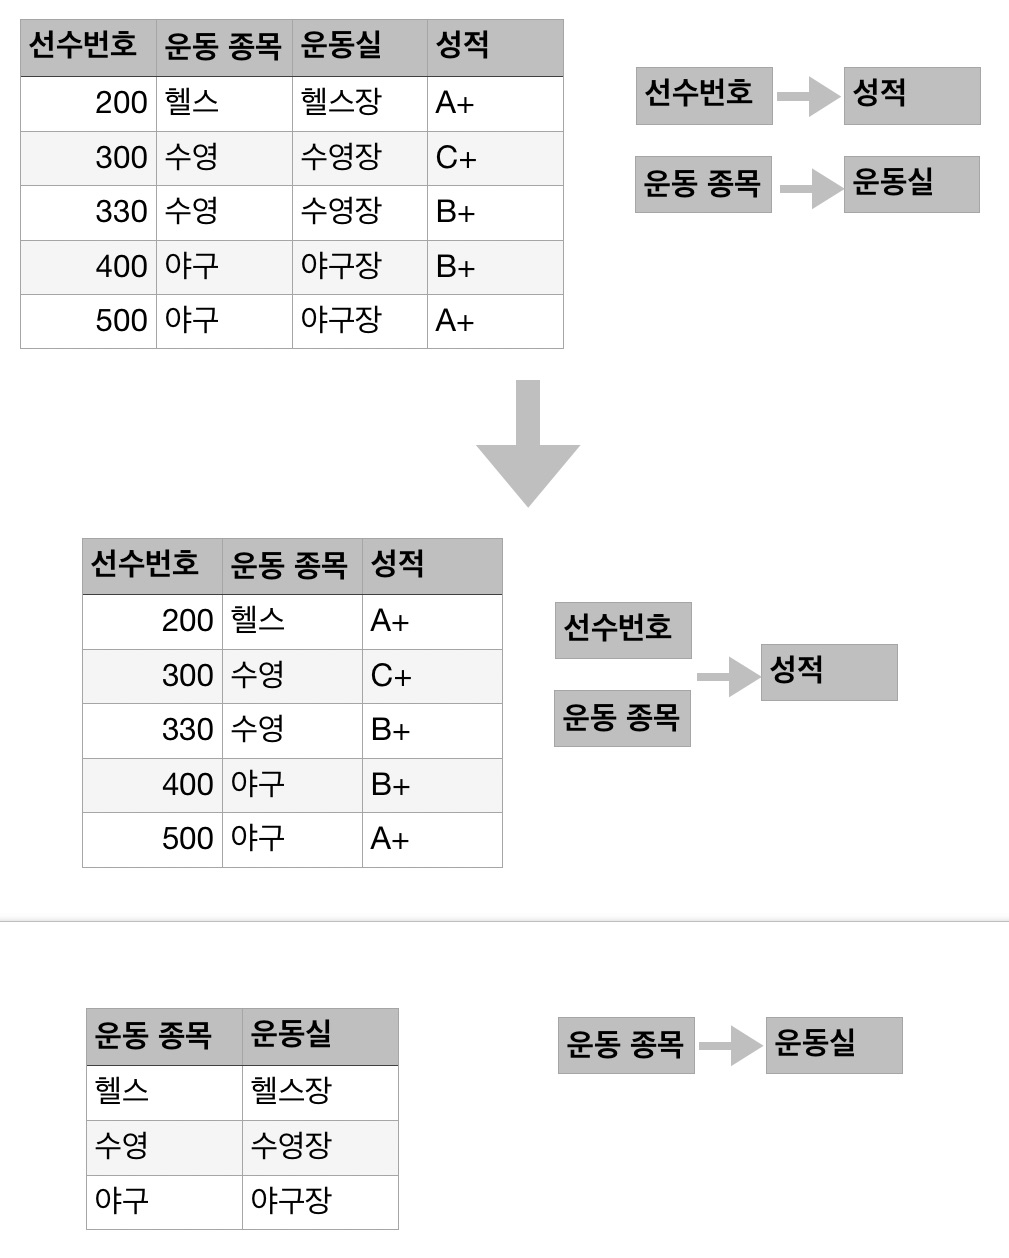 선수번호 운동 종목 운동실 성적
200 헬스 헬스장 A+
300 수영 수영장 C+
330 수영 수영장 B+
400 야구 야구장 B+
500 야구 야구장 A+
선수번호 성적
운동 종목 운동실
선수번호 운동 종목 성적
200 헬스 A+
300 수영 C+
330 수영 B+
400 야구 B+
500 야구 A+
선수번호
성적
운동 종목
운동 종목 운동실
헬스 헬스장
수영 수영장
야구 야구장
운동 종목 운동실